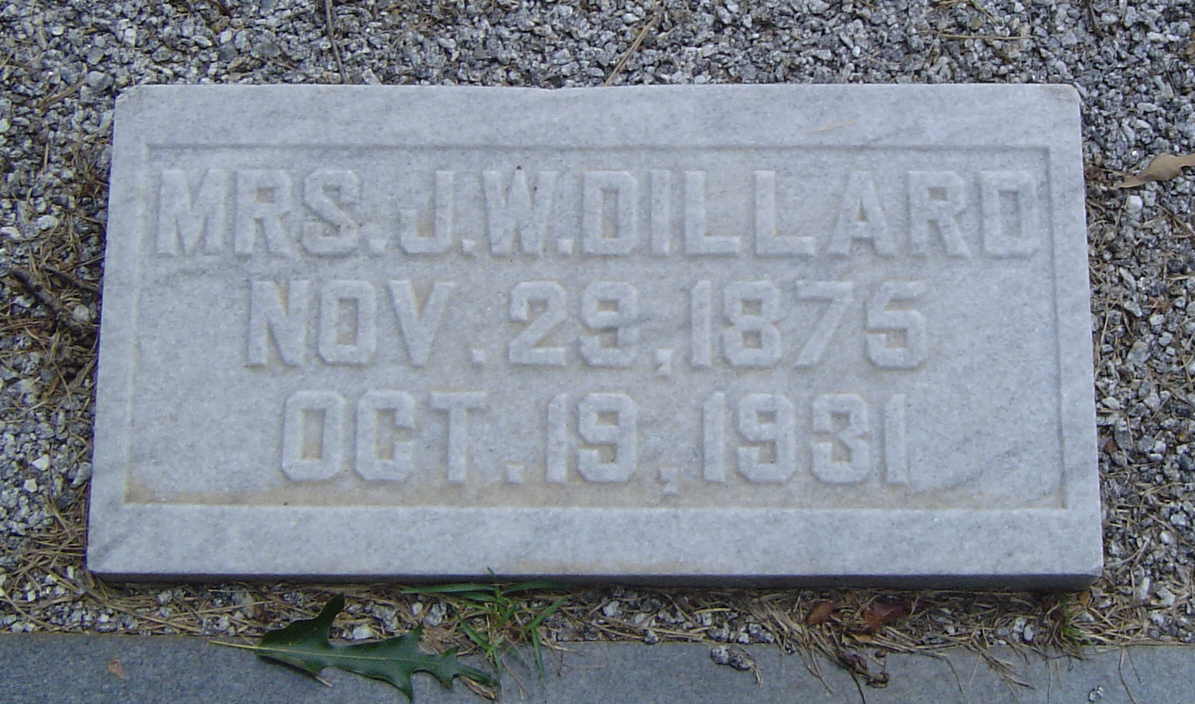 MRS. J. W. DILLARD
NOV. 29, 1875
OCT. 19, 1931